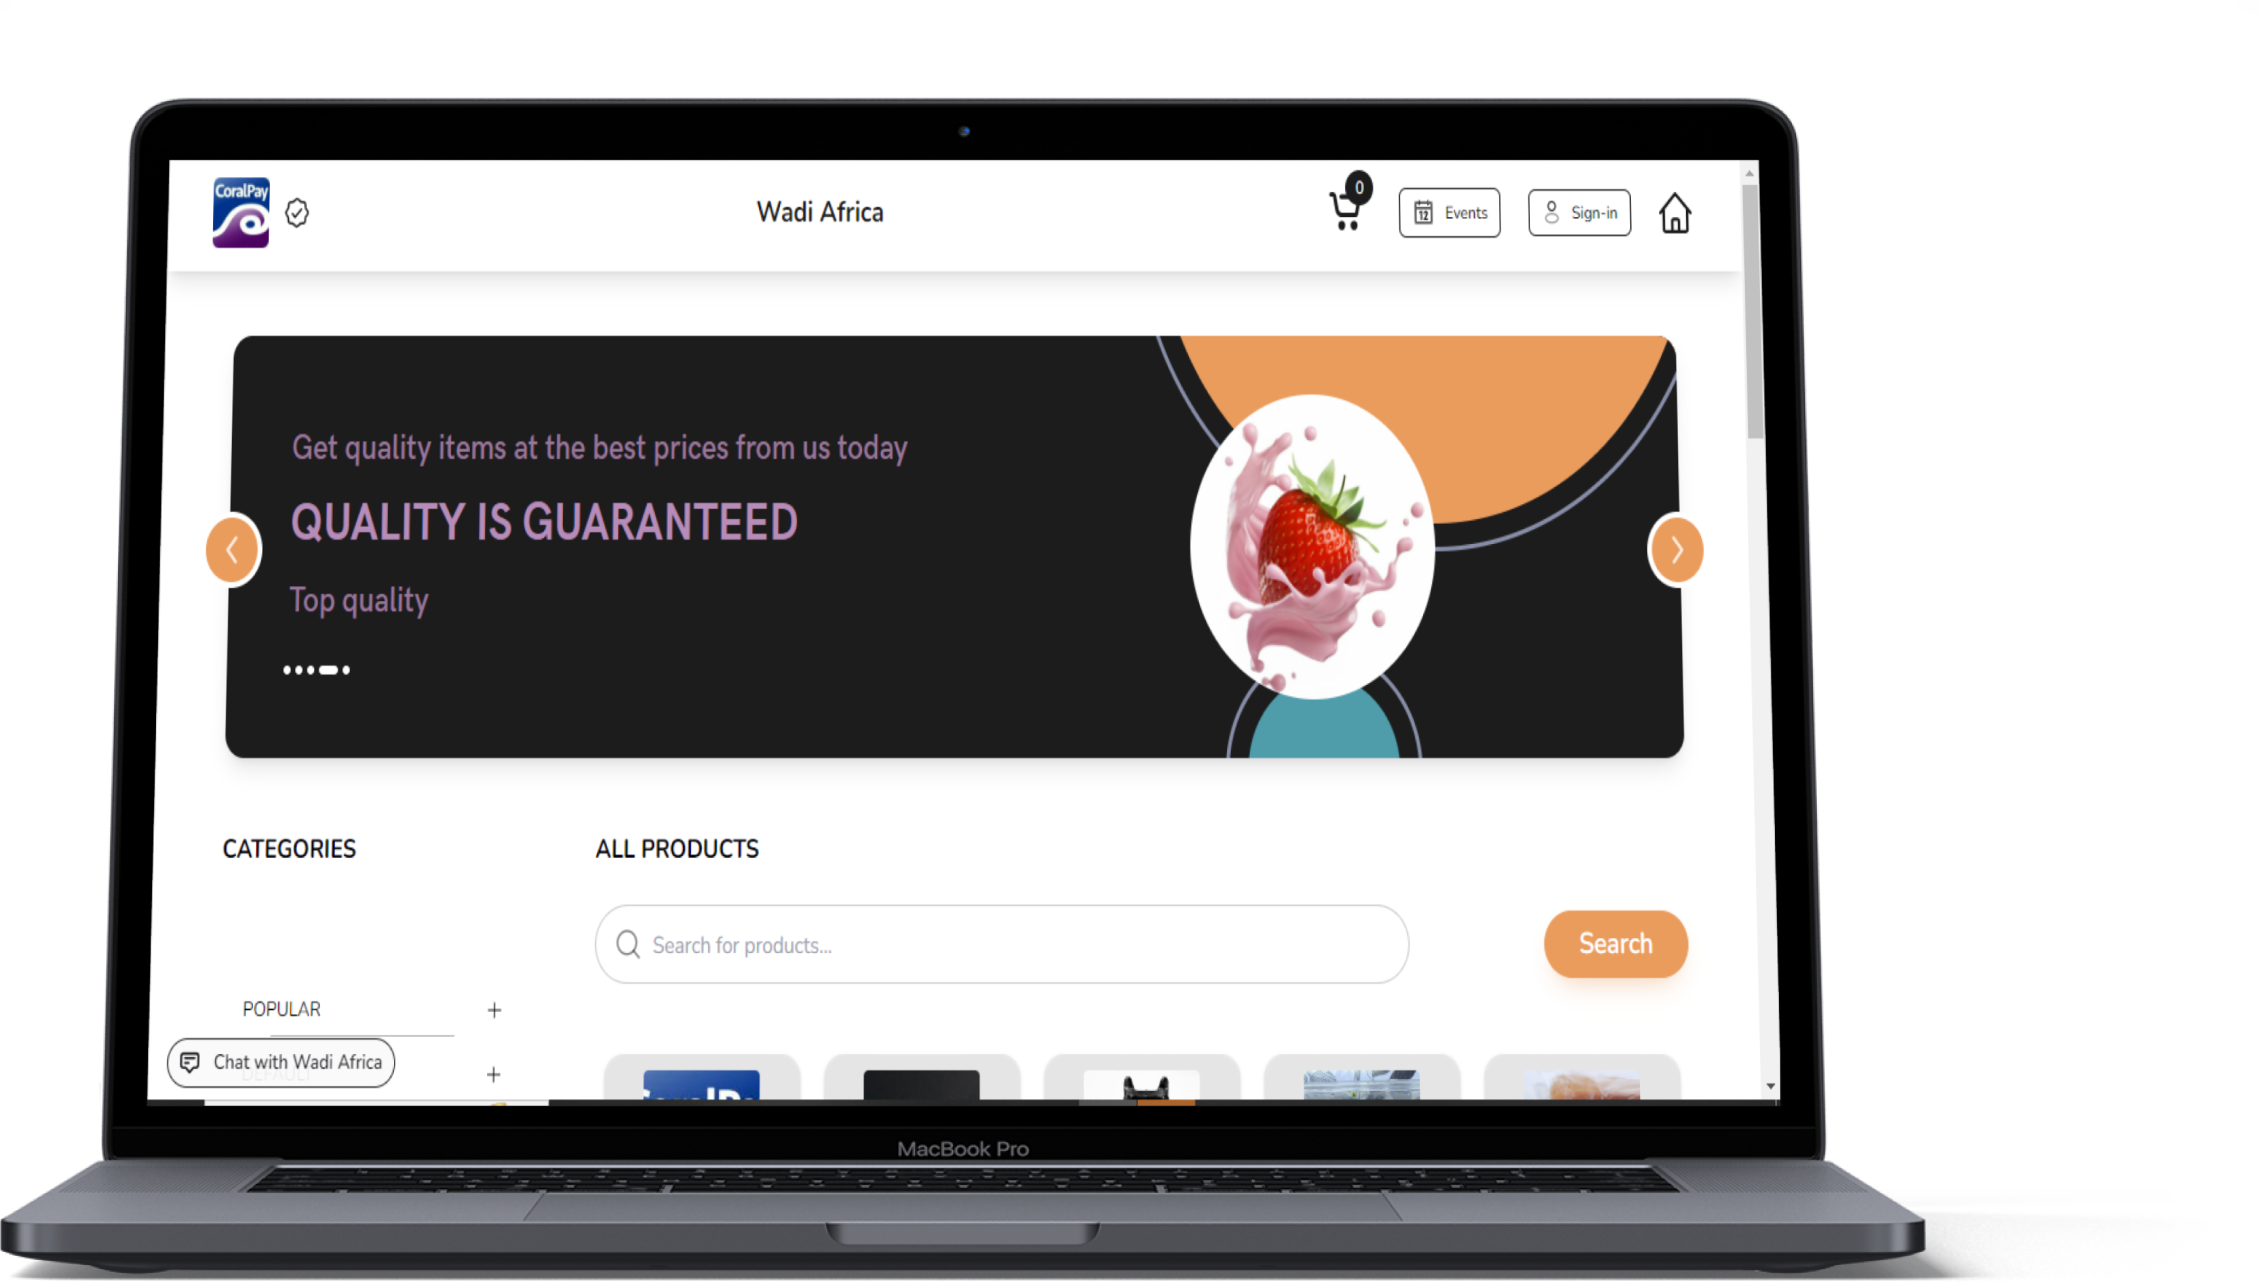 CoralPay
Wadi Africa
0
12
Events
Sign-in
Get quality items at the best prices from us today
QUALITY IS GUARANTEED
Top quality
CATEGORIES
ALL PRODUCTS
Search for products...
Search
POPULAR
Chat with Wadi Africa
DEFAULT
MacBook Pro